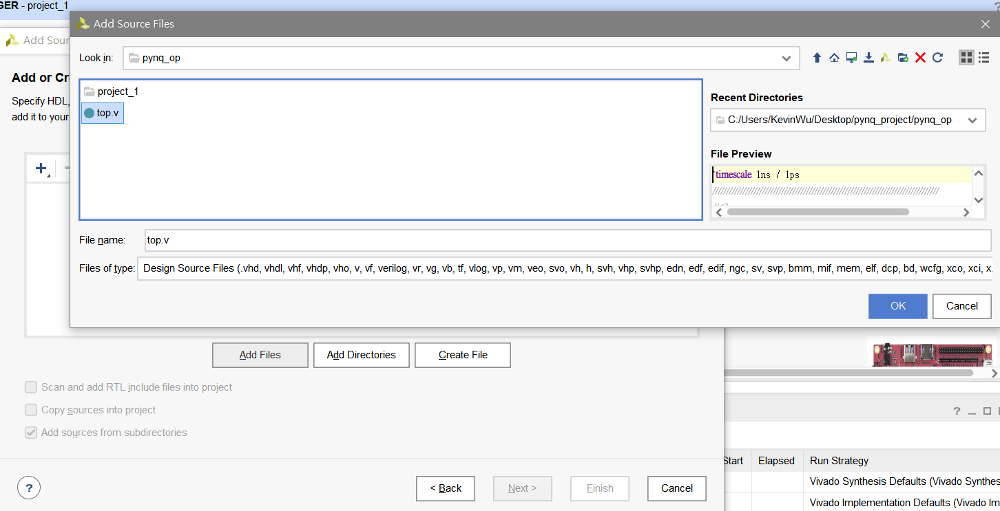 GER - project_1
?
Add Source Files
Add Sour
Look in:
pynq_op
Add or Cr
Specify HDL,
add it to your
project_1
top.v
Recent Directories
C:/Users/KevinWu/Desktop/pynq_project/pynq_op
File Preview
`timescale 1ns / 1ps
//////////////////////////////////////////////////////////////////////////////////
File name:
top.v
Files of type:
Design Source Files (.vhd, vhdl, vhf, vhdp, vho, v, vf, verilog, vr, vg, vb, tf, vlog, vp, vm, veo, svo, vh, h, svh, vhp, svhp, edn, edf, edif, ngc, sv, svp, bmm, mif, mem, elf, dcp, bd, wcfg, xco, xci, x.
OK
Cancel
Add Files
Add Directories
Create File
Scan and add RTL include files into project
Copy sources into project
Add sources from subdirectories
?
Start
Elapsed
Run Strategy
Vivado Synthesis Defaults (Vivado Synthes
Vivado Implementation Defaults (Vivado Im
?
< Back
Next >
Finish
Cancel